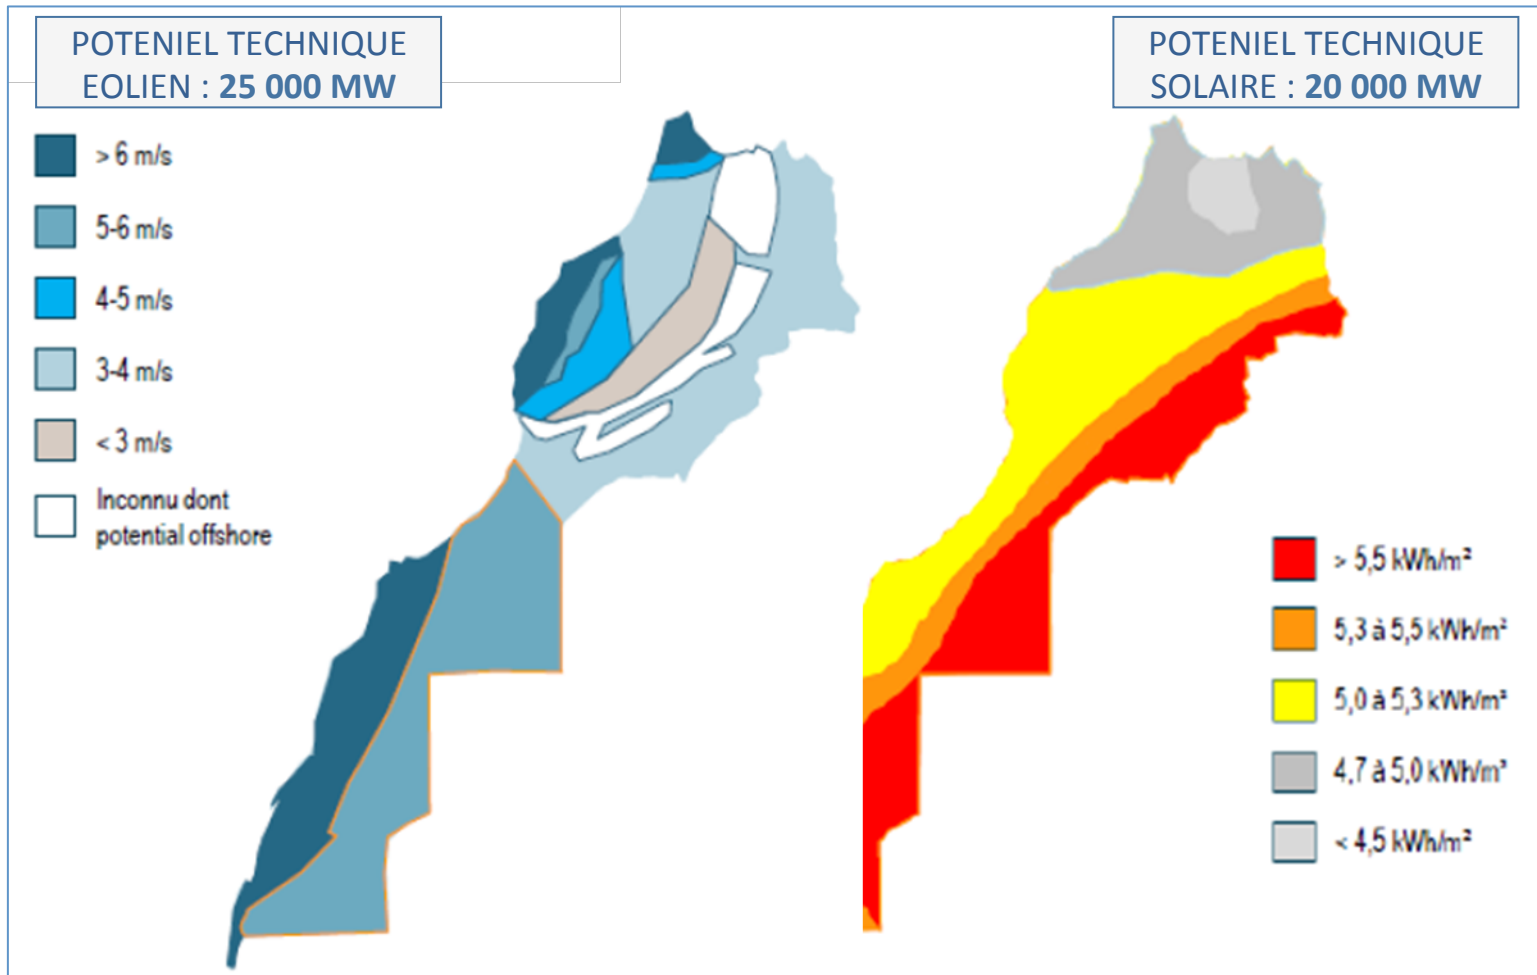 POTENIEL TECHNIQUE
EOLIEN : 25 000 MW
> 6 m/s
5-6 m/s
4-5 m/s
3-4 m/s
< 3 m/s
Inconnu dont
potential offshore
POTENIEL TECHNIQUE
SOLAIRE : 20 000 MW
> 5,5 kWh/m²
5,3 à 5,5 kWh/m²
5,0 à 5,3 kWh/m²
4,7 à 5,0 kWh/m²
< 4,5 kWh/m²